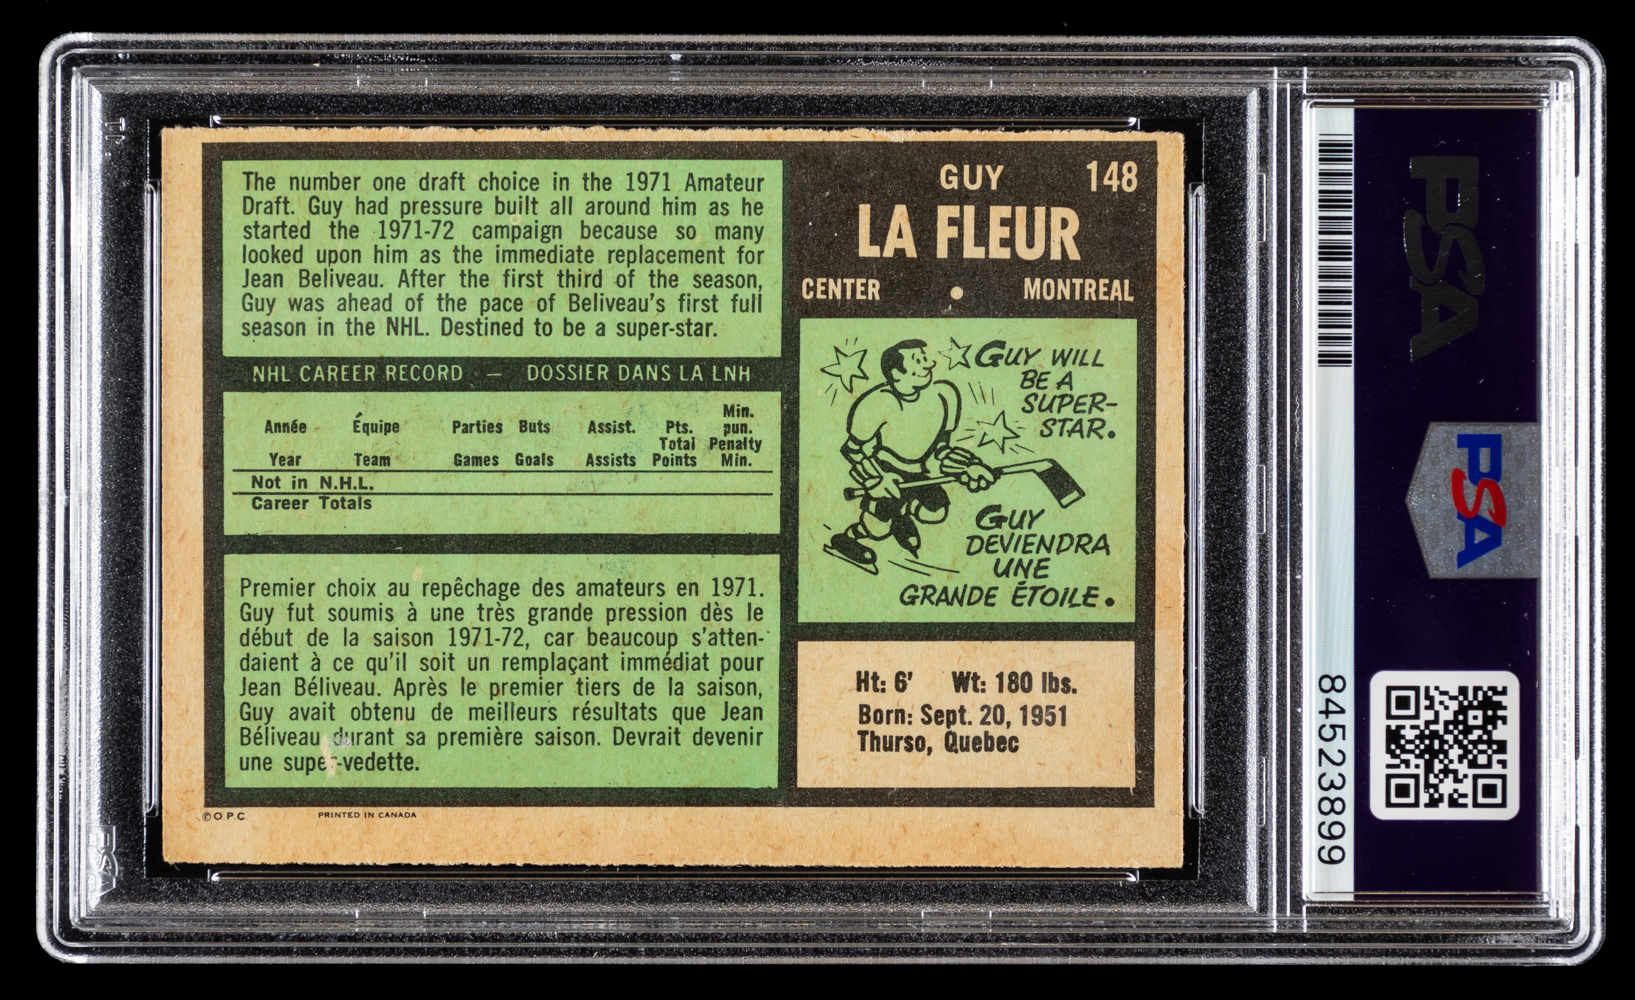 The number one draft choice in the 1971 Amateur
Draft. Guy had pressure built all around him as he
started the 1971-72 campaign because so many
looked upon him as the immediate replacement for
Jean Beliveau. After the first third of the season,
Guy was ahead of the pace of Beliveau's first full
season in the NHL. Destined to be a super-star.
NHL CAREER RECORD — DOSSIER DANS LA LNH
Année Équipe Parties Buts Assist. Pts. Total Min. pun. Penalty
Year Team Games Goals Assists Points Min.
Not in N.H.L.
Career Totals
Premier choix au repêchage des amateurs en 1971.
Guy fut soumis à une très grande pression dès le
début de la saison 1971-72, car beaucoup s'atten-
daient à ce qu'il soit un remplaçant immédiat pour
Jean Béliveau. Après le premier tiers de la saison,
Guy avait obtenu de meilleurs résultats que Jean
Béliveau durant sa première saison. Devrait devenir
une super-vedette.
©O.P.C. PRINTED IN CANADA
GUY 148
LA FLEUR
CENTER • MONTREAL
GUY WILL
BE A
SUPER-
STAR.
GUY
DEVIENDRA
UNE
GRANDE ÉTOILE.
Ht: 6' Wt: 180 lbs.
Born: Sept. 20, 1951
Thurso, Quebec
PSA
PSA
84523899
PSA